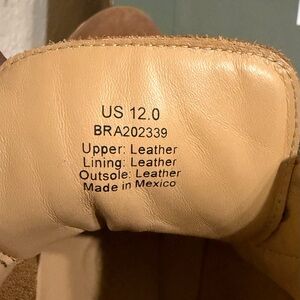 US 12.0
BRA202339
Upper: Leather
Lining: Leather
Outsole: Leather
Made in Mexico